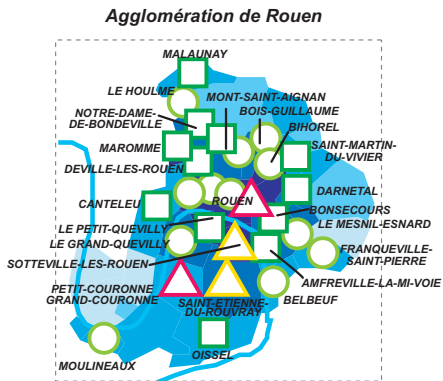 Agglomération de Rouen
MALAUNAY
LE HOULME
MONT-SAINT-AIGNAN
BOIS-GUILLAUME
NOTRE-DAME-
DE-BONDEVILLE
BIHOREL
MAROMME
SAINT-MARTIN-
DU-VIVIER
DEVILLE-LES-ROUEN
DARNETAL
CANTELEU
ROUEN
BONSECOURS
LE PETIT-QUEVILLY
LE MESNIL-ESNARD
LE GRAND-QUEVILLY
FRANQUEVILLE-
SAINT-PIERRE
SOTTEVILLE-LES-ROUEN
AMFREVILLE-LA-MI-VOIE
PETIT-COURONNE
GRAND-COURONNE
SAINT-ETIENNE-
DU-ROUVRAY
BELBEUF
MOULINEAUX
OISSEL